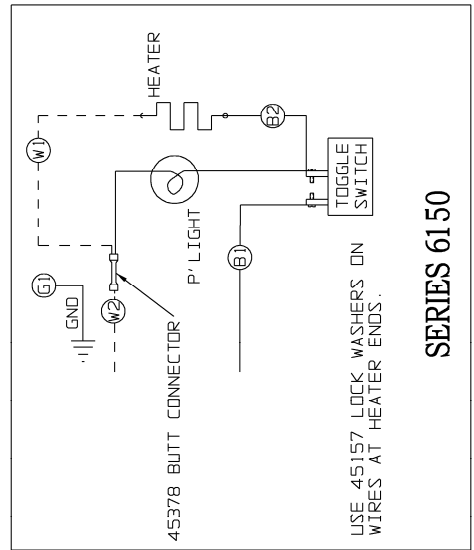 HEATER
W1
B2
G1
GND
P'LIGHT
TOGGLE
SWITCH
W2
B1
45378 BUTT CONNECTOR
USE 45157 LOCK WASHERS ON
WIRES AT HEATER ENDS.
SERIES 6150